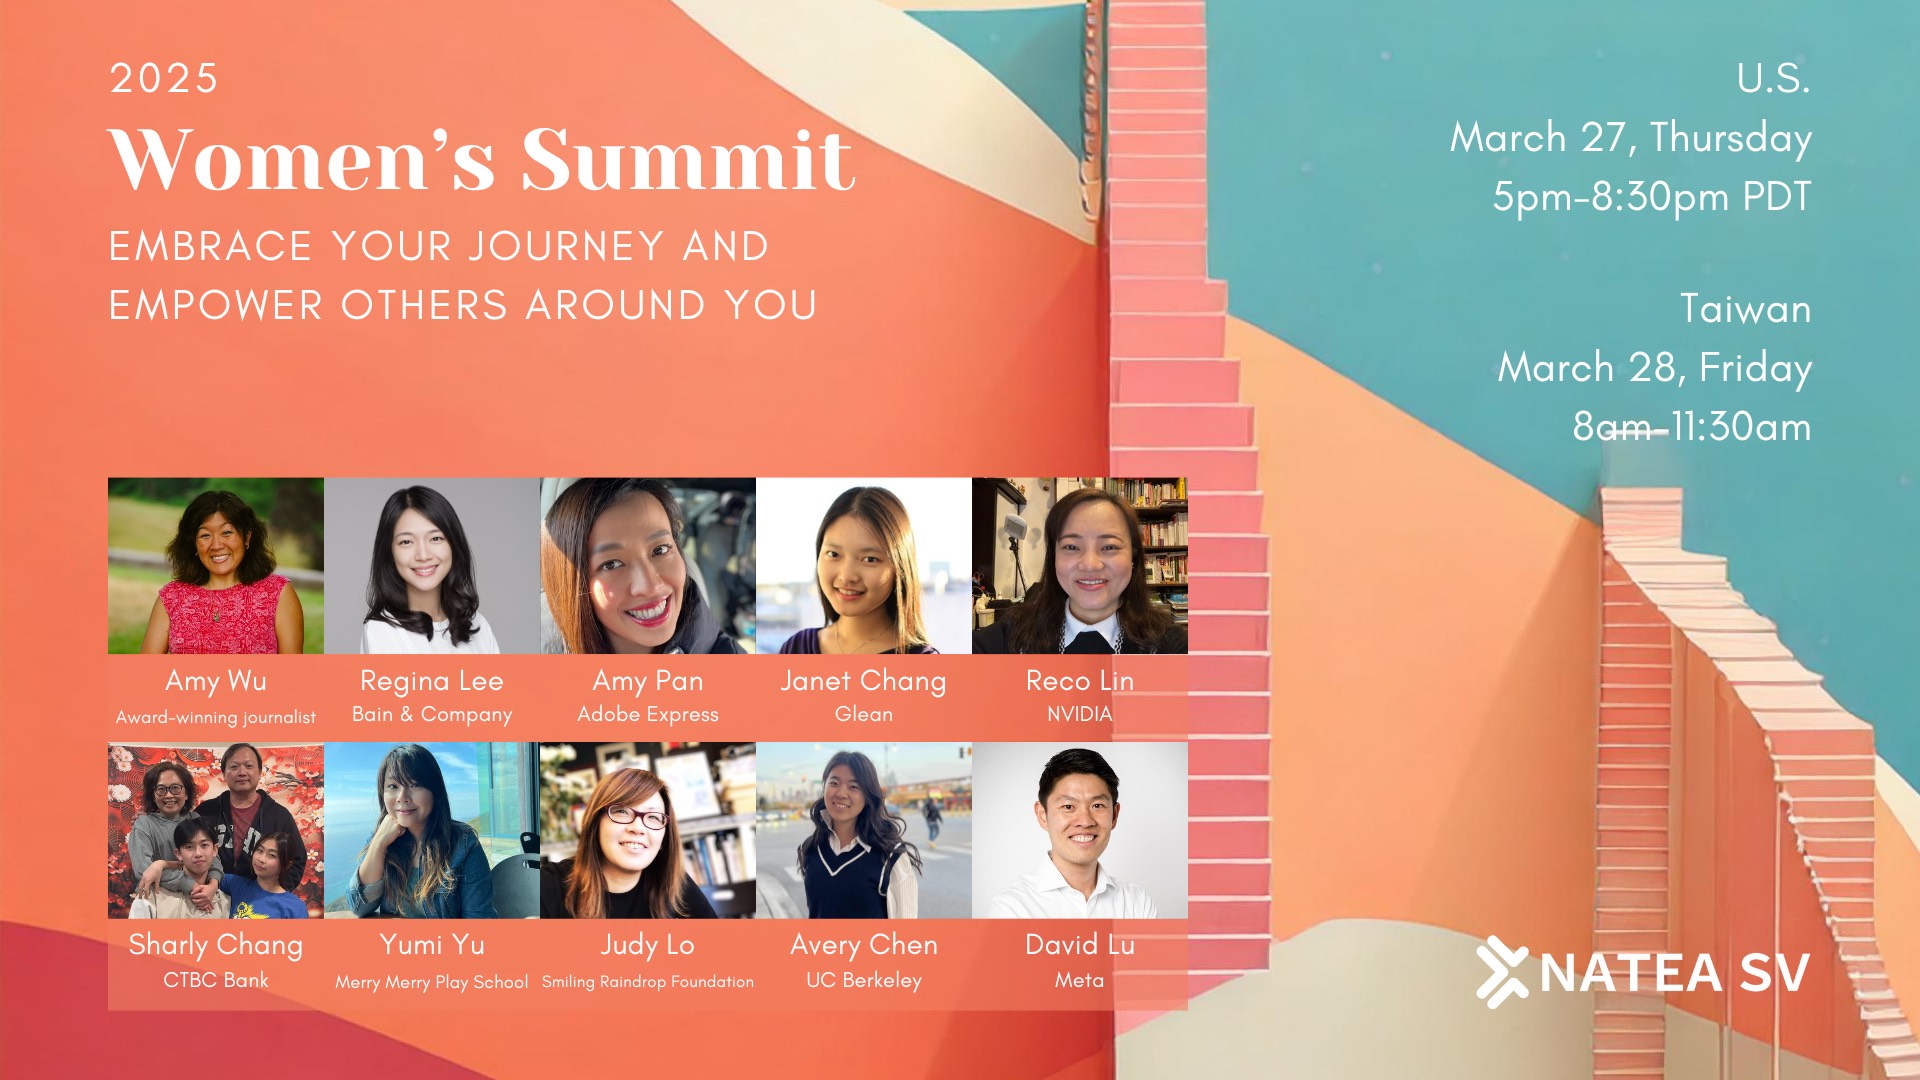 2025
Women's Summit
EMBRACE YOUR JOURNEY AND
EMPOWER OTHERS AROUND YOU
U.S.
March 27, Thursday
5pm-8:30pm PDT
Taiwan
March 28, Friday
8am-11:30am
Amy Wu
Award-winning journalist
Regina Lee
Bain & Company
Amy Pan
Adobe Express
Janet Chang
Glean
Reco Lin
NVIDIA
Sharly Chang
CTBC Bank
Yumi Yu
Merry Merry Play School
Judy Lo
Smiling Raindrop Foundation
Avery Chen
UC Berkeley
David Lu
Meta
NATEA SV